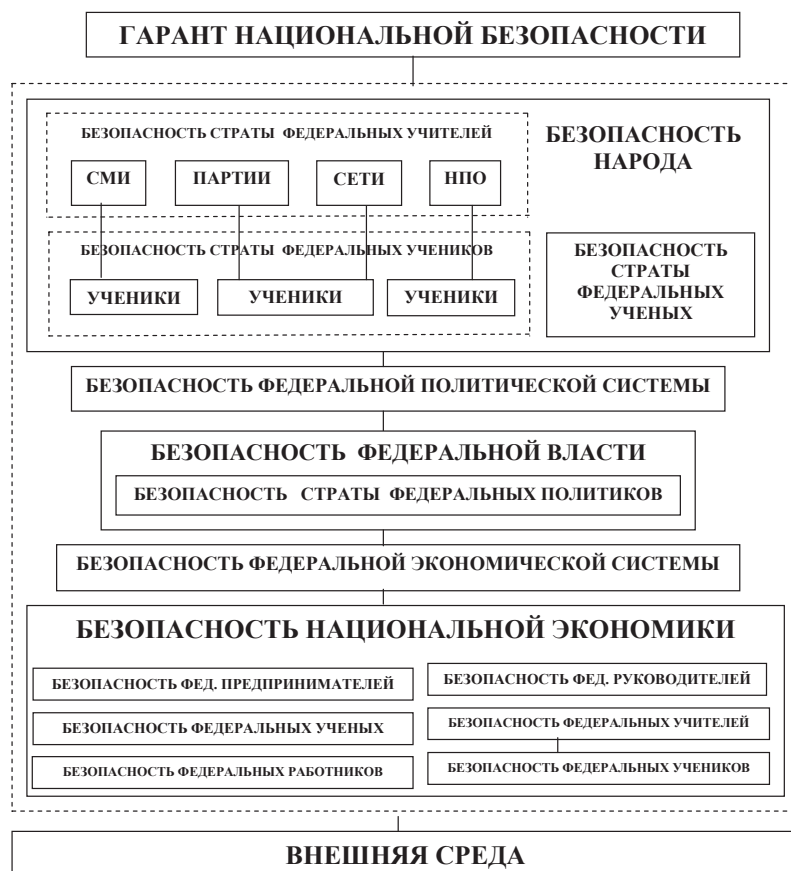 ГАРАНТ НАЦИОНАЛЬНОЙ БЕЗОПАСНОСТИ
БЕЗОПАСНОСТЬ СТРАТЫ ФЕДЕРАЛЬНЫХ УЧИТЕЛЕЙ
СМИ
ПАРТИИ
СЕТИ
НПО
БЕЗОПАСНОСТЬ
НАРОДА
БЕЗОПАСНОСТЬ СТРАТЫ ФЕДЕРАЛЬНЫХ УЧЕНИКОВ
УЧЕНИКИ
УЧЕНИКИ
УЧЕНИКИ
БЕЗОПАСНОСТЬ
СТРАТЫ
ФЕДЕРАЛЬНЫХ
УЧЕНЫХ
БЕЗОПАСНОСТЬ ФЕДЕРАЛЬНОЙ ПОЛИТИЧЕСКОЙ СИСТЕМЫ
БЕЗОПАСНОСТЬ ФЕДЕРАЛЬНОЙ ВЛАСТИ
БЕЗОПАСНОСТЬ СТРАТЫ ФЕДЕРАЛЬНЫХ ПОЛИТИКОВ
БЕЗОПАСНОСТЬ ФЕДЕРАЛЬНОЙ ЭКОНОМИЧЕСКОЙ СИСТЕМЫ
БЕЗОПАСНОСТЬ НАЦИОНАЛЬНОЙ ЭКОНОМИКИ
БЕЗОПАСНОСТЬ ФЕД. ПРЕДПРИНИМАТЕЛЕЙ
БЕЗОПАСНОСТЬ ФЕД. РУКОВОДИТЕЛЕЙ
БЕЗОПАСНОСТЬ ФЕДЕРАЛЬНЫХ УЧЕНЫХ
БЕЗОПАСНОСТЬ ФЕДЕРАЛЬНЫХ УЧИТЕЛЕЙ
БЕЗОПАСНОСТЬ ФЕДЕРАЛЬНЫХ РАБОТНИКОВ
БЕЗОПАСНОСТЬ ФЕДЕРАЛЬНЫХ УЧЕНИКОВ
ВНЕШНЯЯ СРЕДА